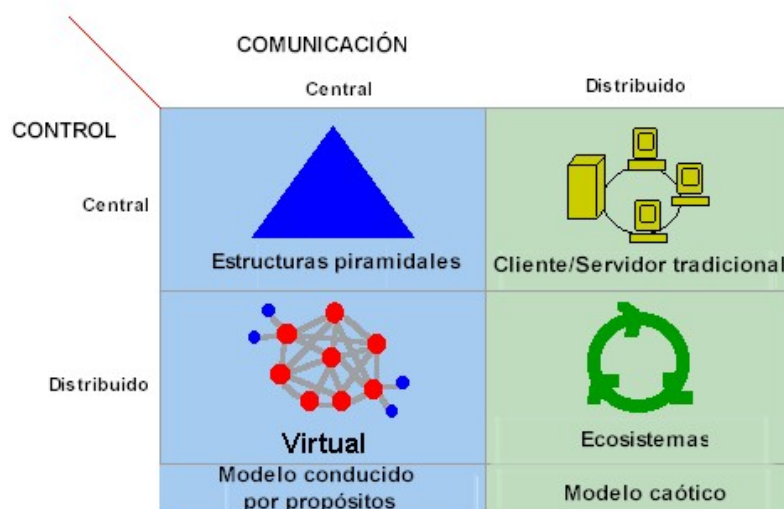 COMUNICACIÓN
Central
Distribuido
CONTROL
Central
Estructuras piramidales
Cliente/Servidor tradicional
Distribuido
Virtual
Ecosistemas
Modelo conducido
por propósitos
Modelo caótico